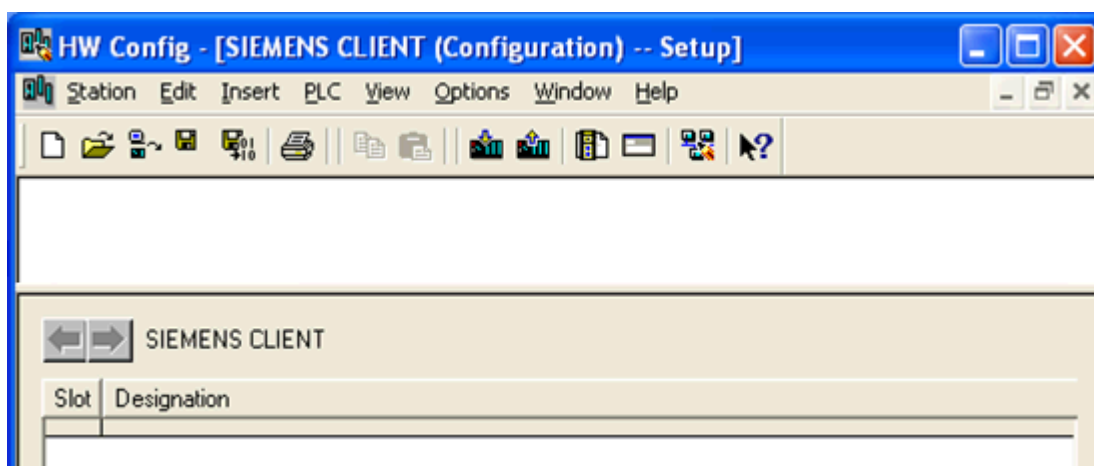 HW Config - [SIEMENS CLIENT (Configuration) -- Setup]
Station Edit Insert PLC View Options Window Help
SIEMENS CLIENT
Slot Designation